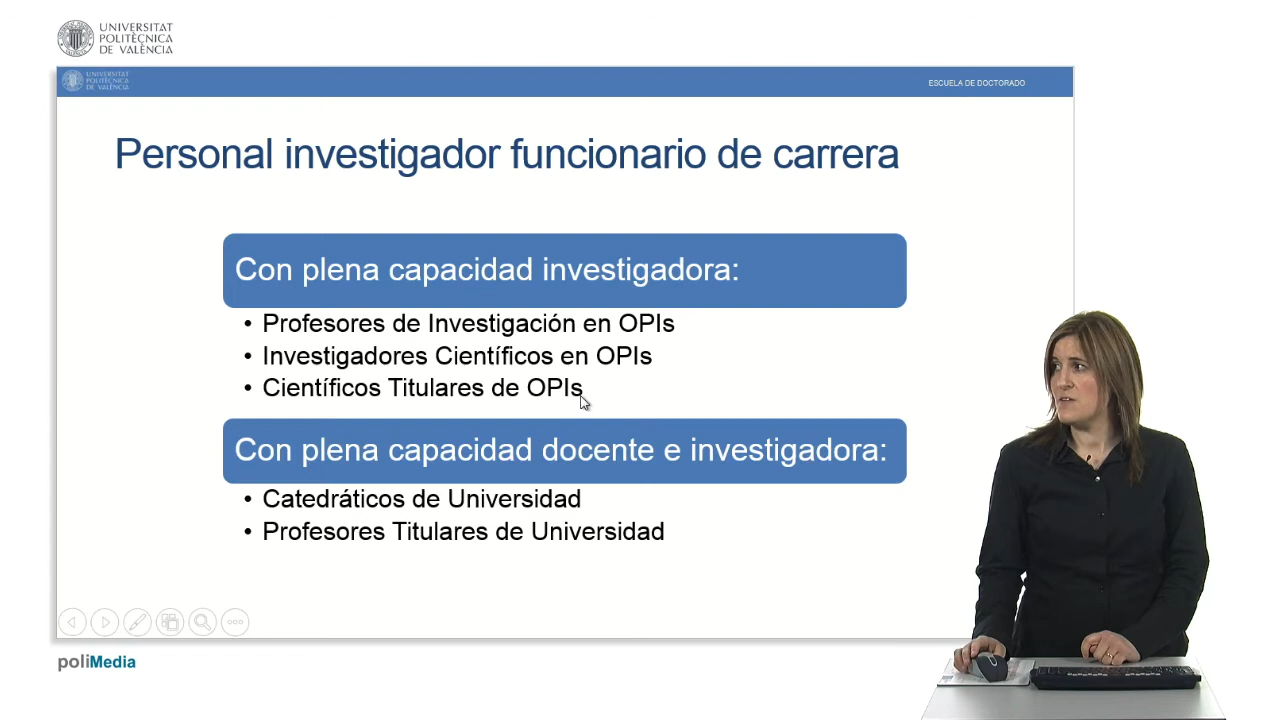 UNIVERSITAT
POLITÈCNICA
DE VALÈNCIA
UNIVERSITAT
POLITÈCNICA
DE VALÈNCIA
ESCUELA DE DOCTORADO
Personal investigador funcionario de carrera
Con plena capacidad investigadora:
• Profesores de Investigación en OPIs
• Investigadores Científicos en OPIs
• Científicos Titulares de OPIs
Con plena capacidad docente e investigadora:
• Catedráticos de Universidad
• Profesores Titulares de Universidad
poliMedia